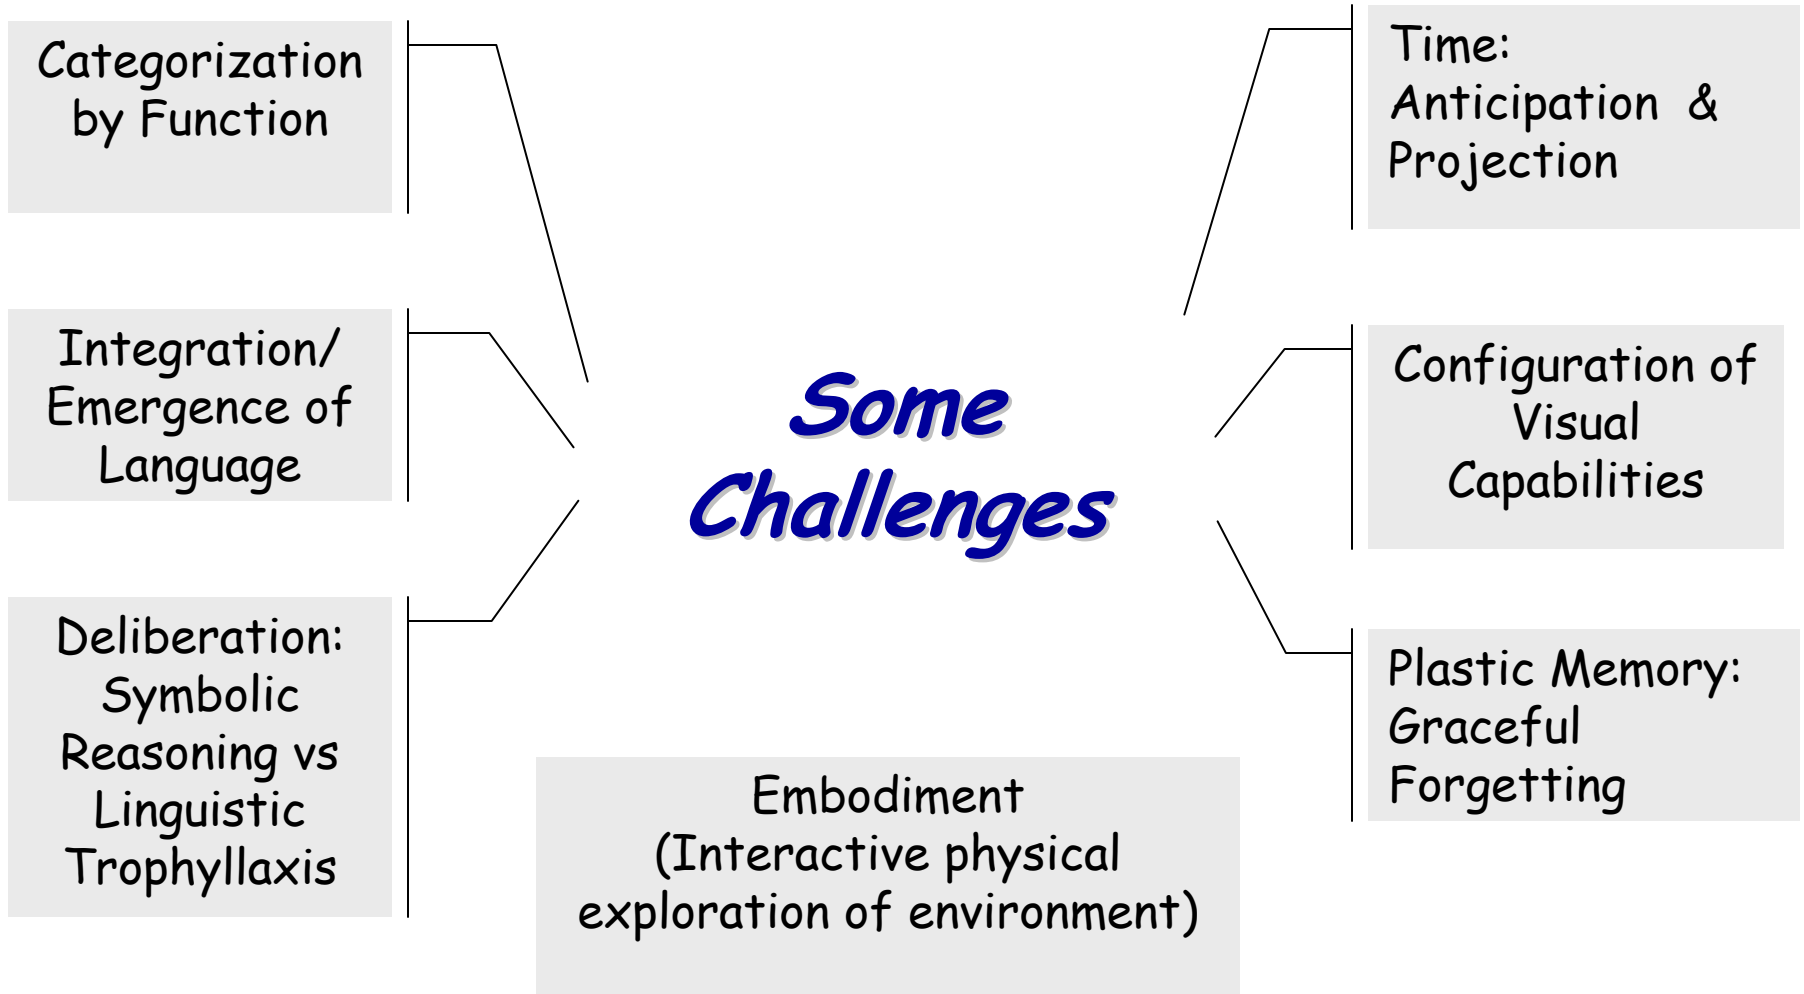 Categorization
by Function
Integration/
Emergence of
Language
Deliberation:
Symbolic
Reasoning vs
Linguistic
Trophyllaxis
Some
Challenges
Embodiment
(Interactive physical
exploration of environment)
Time:
Anticipation &
Projection
Configuration of
Visual
Capabilities
Plastic Memory:
Graceful
Forgetting